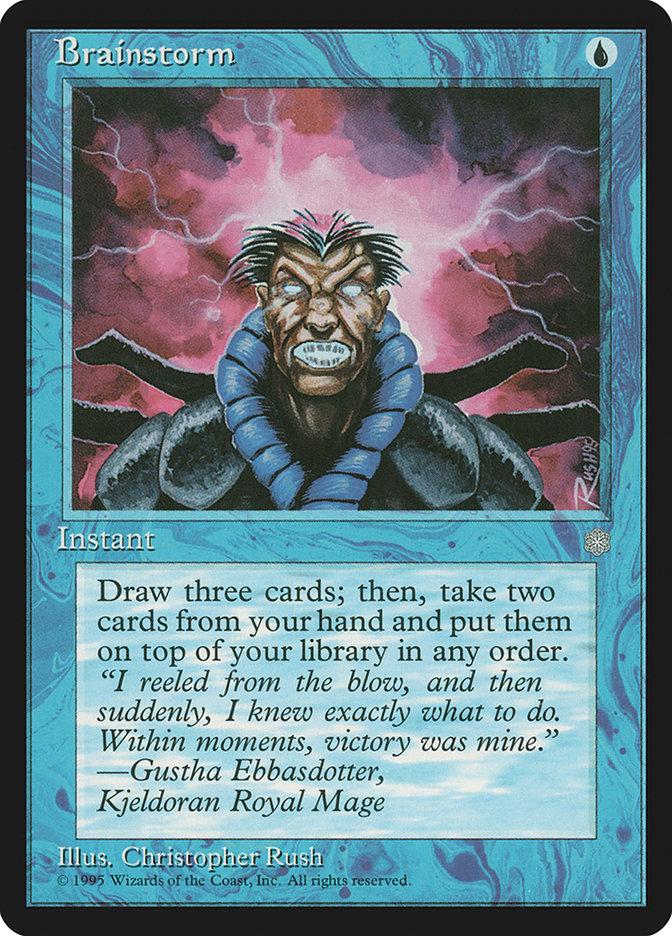 Brainstorm
Rush95
Instant
Draw three cards; then, take two
cards from your hand and put them
on top of your library in any order.
“I reeled from the blow, and then
suddenly, I knew exactly what to do.
Within moments, victory was mine.”
—Gustha Ebbasdotter,
Kjeldoran Royal Mage
Illus. Christopher Rush
© 1995 Wizards of the Coast, Inc. All rights reserved.